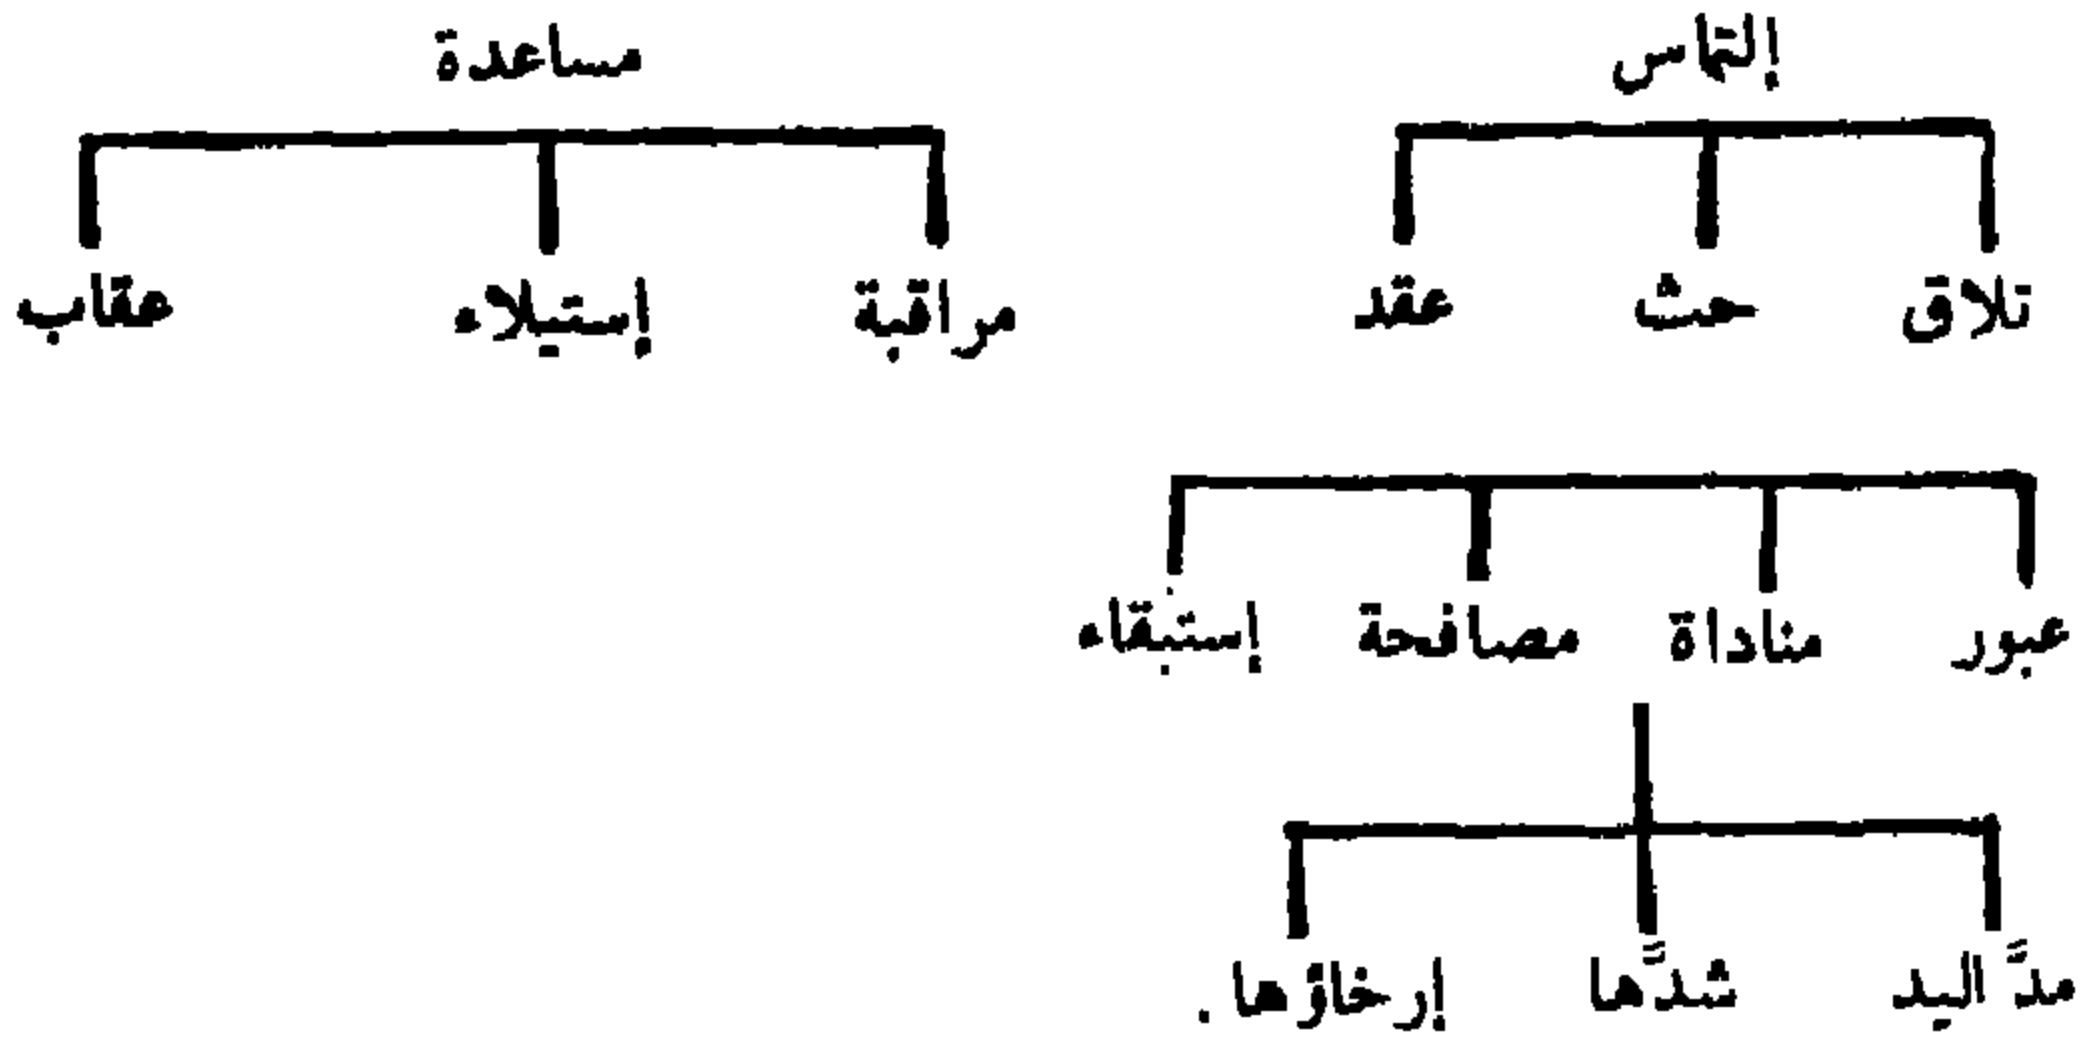 إلتماس مساعدة
تلاق حث عقد مراقبة إستيلاء عقاب
عبور مناداة مصافحة إستبقاء
مدَّ اليد شدَّها إرخاؤها .